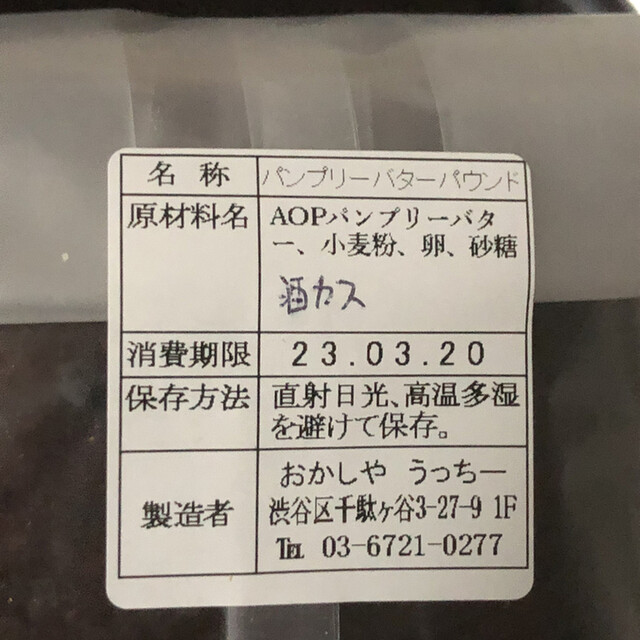 名称 パンプリーバターパウンド
原材料名 AOPパンプリーバタ
ー、小麦粉、卵、砂糖
酒カス
消費期限 23.03.20
保存方法 直射日光、高温多湿
を避けて保存。
製造者 おかしや うっちー
渋谷区千駄ヶ谷3-27-9 1F
TEL 03-6721-0277